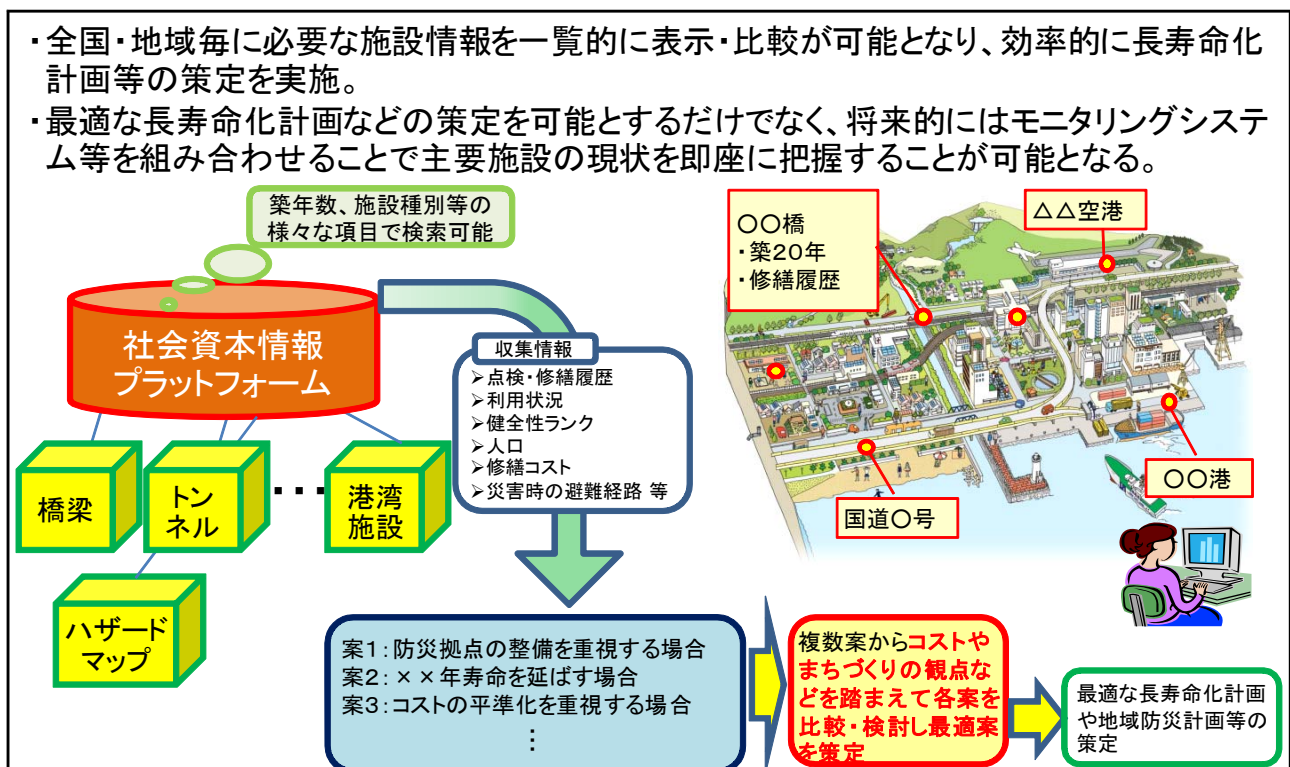 ・全国・地域毎に必要な施設情報を一覧的に表示・比較が可能となり、効率的に長寿命化
計画等の策定を実施。
・最適な長寿命化計画などの策定を可能とするだけでなく、将来的にはモニタリングシステ
ム等を組み合わせることで主要施設の現状を即座に把握することが可能となる。
築年数、施設種別等の
様々な項目で検索可能
社会資本情報
プラットフォーム
橋梁
トン
ネル
・・・
港湾
施設
ハザード
マップ
収集情報
➢点検・修繕履歴
➢利用状況
➢健全性ランク
➢人口
➢修繕コスト
➢災害時の避難経路 等
〇〇橋
・築20年
・修繕履歴
△△空港
〇〇港
国道〇号
案1：防災拠点の整備を重視する場合
案2：××年寿命を延ばす場合
案3：コストの平準化を重視する場合
⋮
複数案からコストや
まちづくりの観点な
どを踏まえて各案を
比較・検討し最適案
を策定
最適な長寿命化計画
や地域防災計画等の
策定